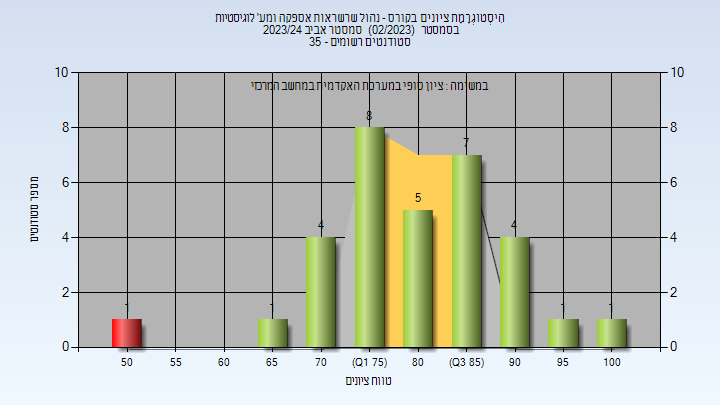 היסטוגרמת ציונים בקורס - נהול שרשראות אספקה ומע' לוגיסטיות
בסמסטר (02/2023) סמסטר אביב 2023/24
סטודנטים רשומים - 35
במשימה : ציון סופי במערכת האקדמית במחשב המרכזי
10 10
8 8
6 6
4 4
2 2
0 0
1 1 4 8 5 7 4 1 1
50 55 60 65 70 (Q1 75) 80 (Q3 85) 90 95 100
מספר סטודנטים
טווח ציונים